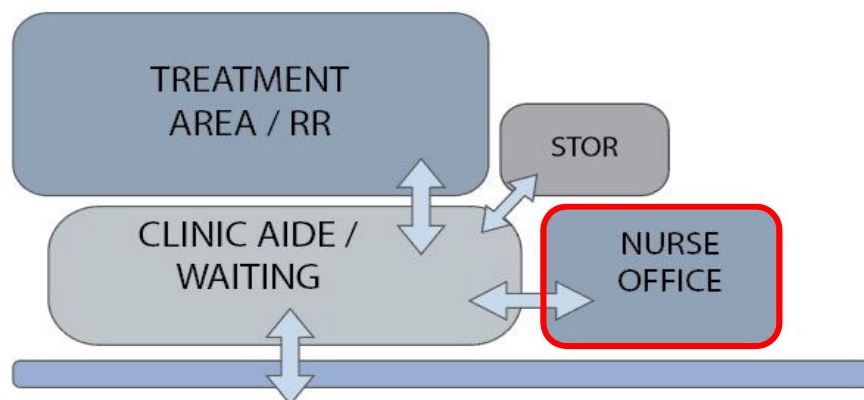 TREATMENT
AREA / RR
STOR
CLINIC AIDE /
WAITING
NURSE
OFFICE